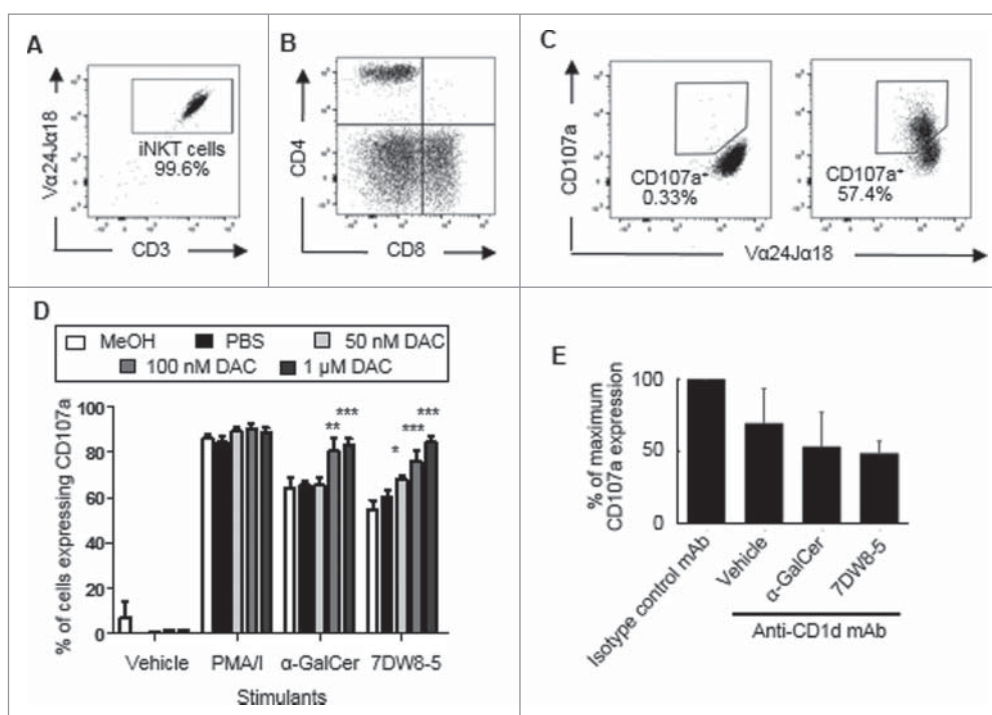 A
Vα24Jα18
iNKT cells
99.6%
CD3
B
CD4
CD8
C
CD107a
CD107a+
0.33%
CD107a+
57.4%
Vα24Jα18
D
MeOH PBS 50 nM DAC
100 nM DAC 1 µM DAC
% of cells expressing CD107a
100
80
60
40
20
0
*
**
***
***
***
Vehicle PMA/I α-GalCer 7DW8-5
Stimulants
E
% of maximum
CD107a expression
100
50
0
Isotype control mAb
Vehicle
α-GalCer
7DW8-5
Anti-CD1d mAb